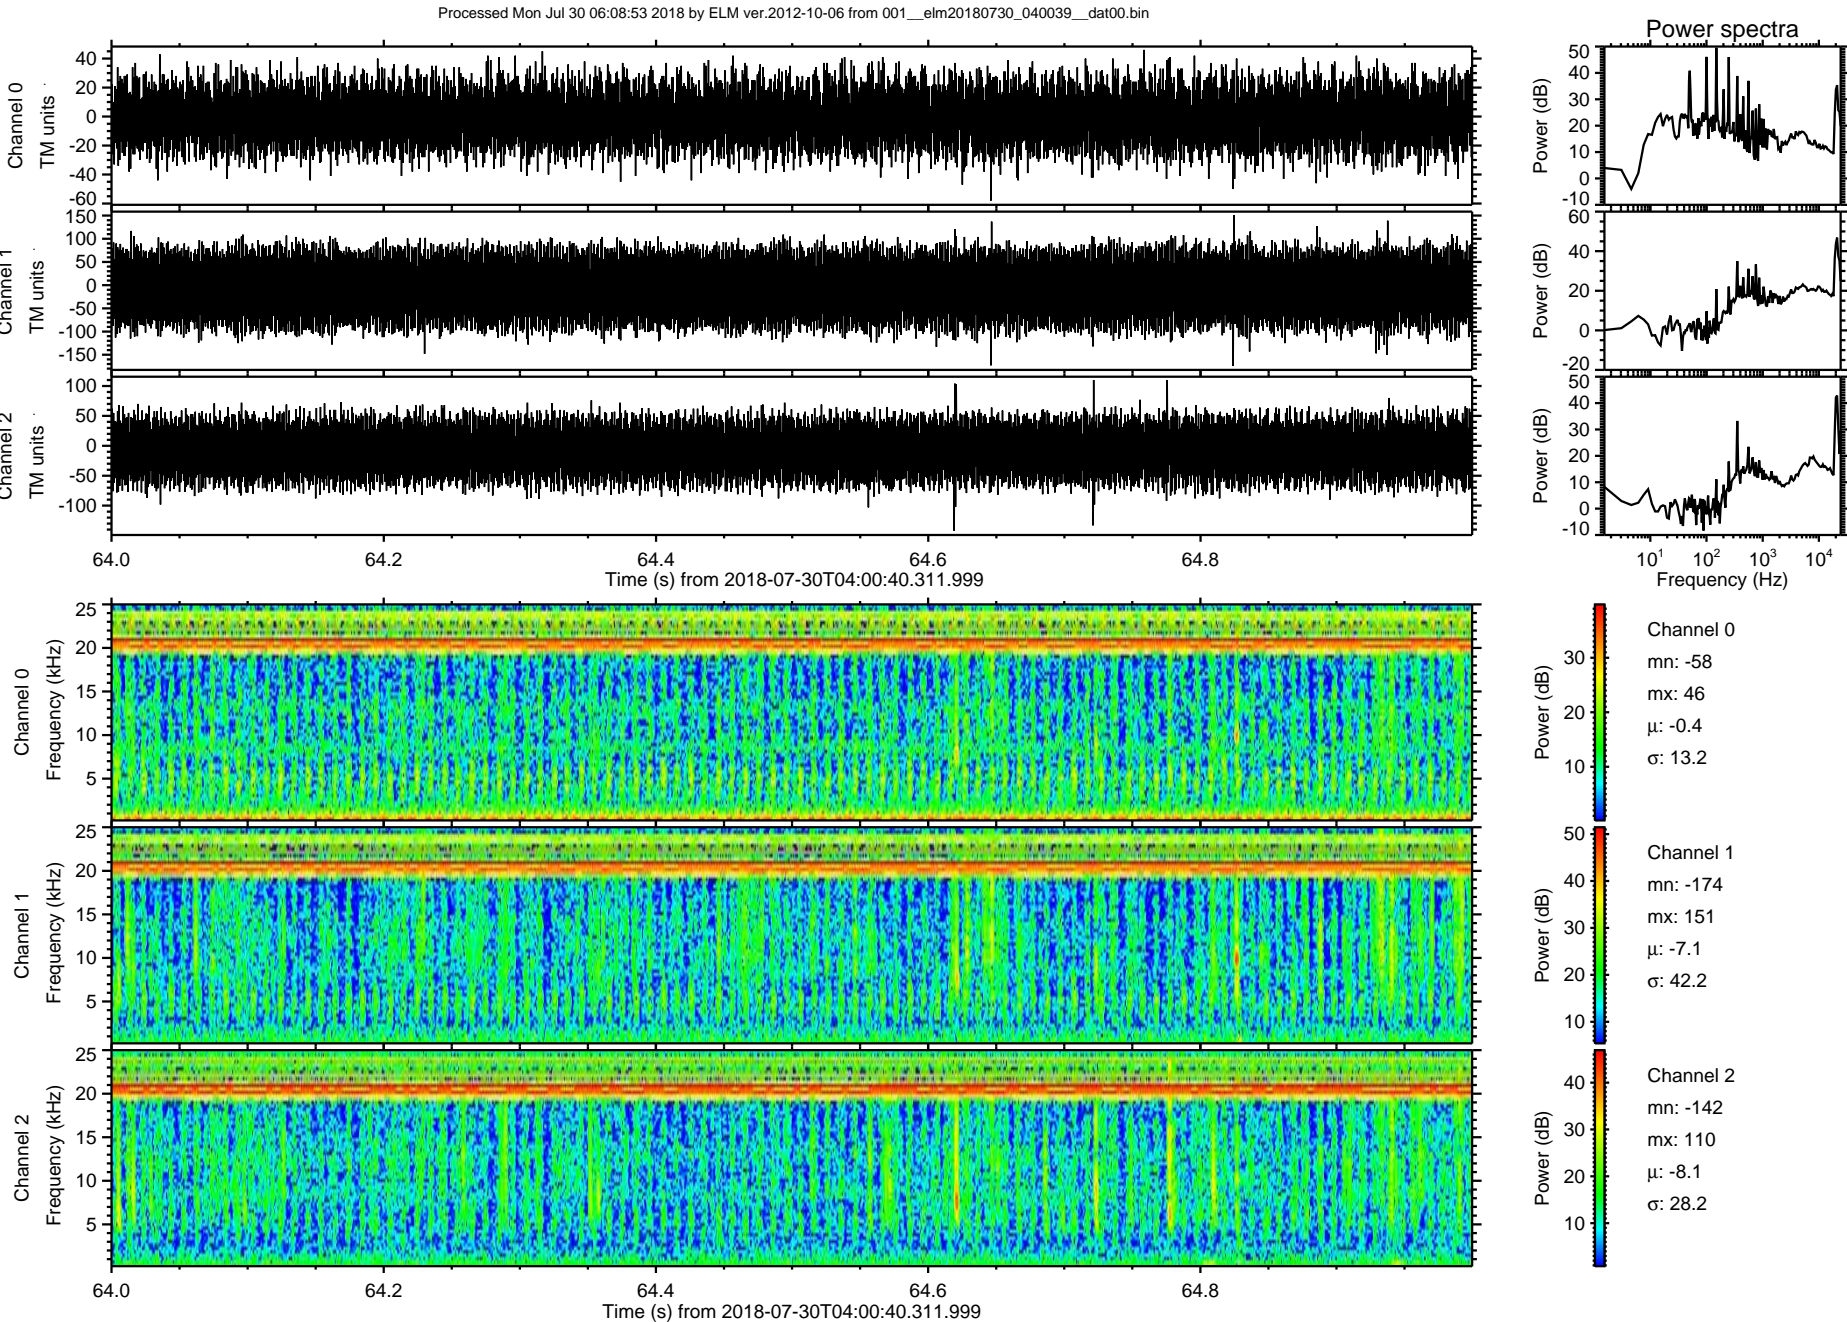 Processed Mon Jul 30 06:08:53 2018 by ELM ver.2012-10-06 from 001__elm20180730_040039__dat00.bin
Power spectra
Channel 0
TM units
40
20
0
-20
-40
-60
Power (dB)
50
40
30
20
10
0
-10
Channel 1
TM units
150
100
50
0
-50
-100
-150
Power (dB)
60
40
20
0
-20
Channel 2
TM units
100
50
0
-50
-100
Power (dB)
50
40
30
20
10
0
-10
64.0 64.2 64.4 64.6 64.8
Time (s) from 2018-07-30T04:00:40.311.999
10^1 10^2 10^3 10^4
Frequency (Hz)
Channel 0
Frequency (kHz)
25
20
15
10
5
Power (dB)
30
20
10
Channel 0
mn: -58
mx: 46
μ: -0.4
σ: 13.2
Channel 1
Frequency (kHz)
25
20
15
10
5
Power (dB)
50
40
30
20
10
Channel 1
mn: -174
mx: 151
μ: -7.1
σ: 42.2
Channel 2
Frequency (kHz)
25
20
15
10
5
Power (dB)
40
30
20
10
Channel 2
mn: -142
mx: 110
μ: -8.1
σ: 28.2
64.0 64.2 64.4 64.6 64.8
Time (s) from 2018-07-30T04:00:40.311.999